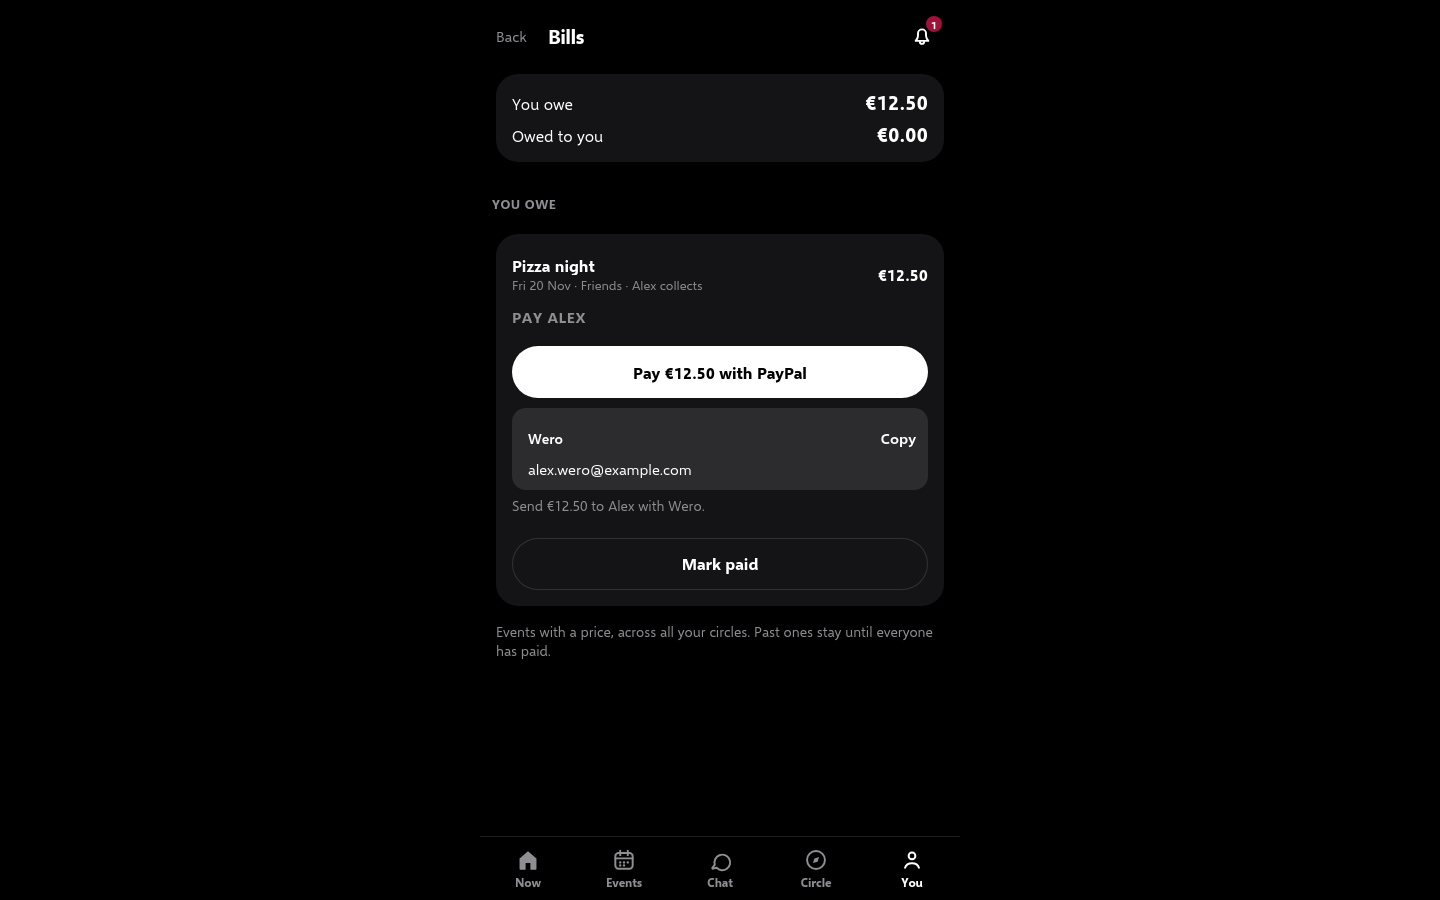 Back
Bills
1
You owe
€12.50
Owed to you
€0.00
YOU OWE
Pizza night
€12.50
Fri 20 Nov · Friends · Alex collects
PAY ALEX
Pay €12.50 with PayPal
Wero
Copy
alex.wero@example.com
Send €12.50 to Alex with Wero.
Mark paid
Events with a price, across all your circles. Past ones stay until everyone
has paid.
Now
Events
Chat
Circle
You